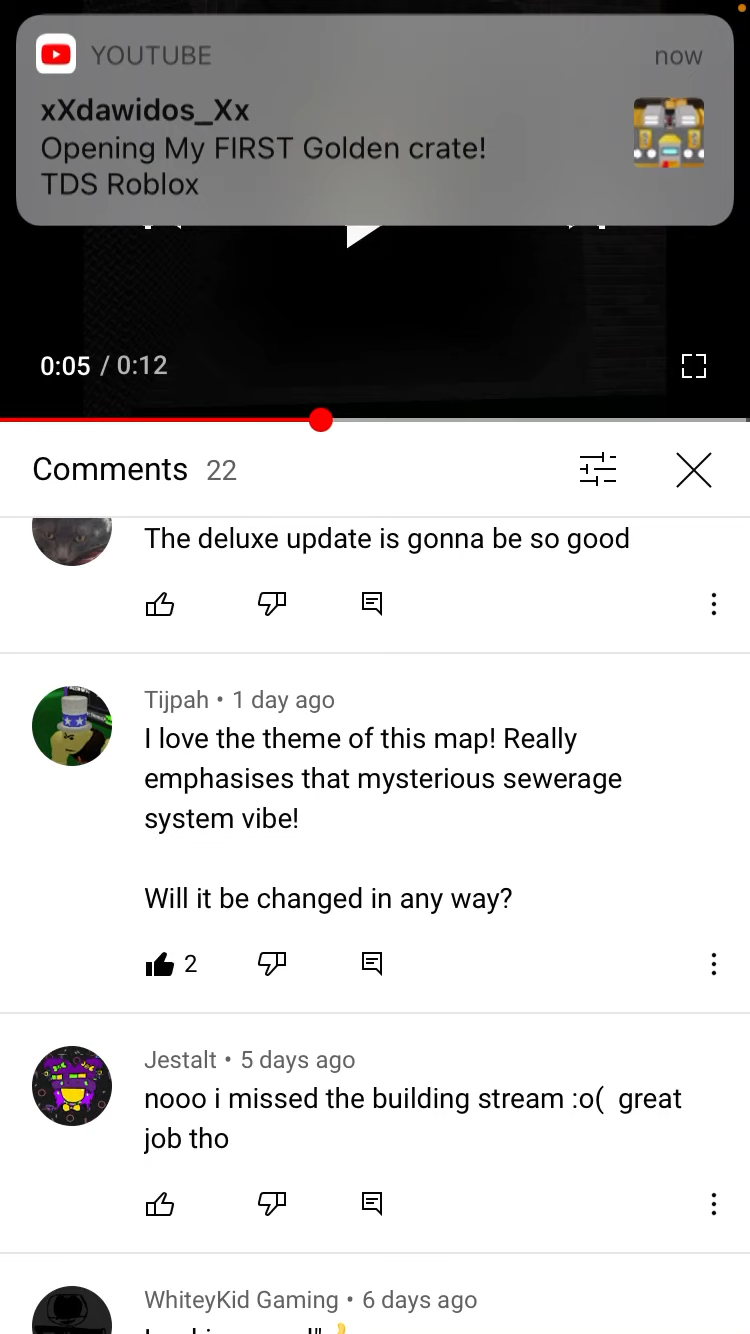 YOUTUBE
now
xXdawidos_Xx
Opening My FIRST Golden crate!
TDS Roblox
0:05 / 0:12
Comments 22
The deluxe update is gonna be so good
Tijpah • 1 day ago
I love the theme of this map! Really
emphasises that mysterious sewerage
system vibe!
Will it be changed in any way?
2
Jestalt • 5 days ago
nooo i missed the building stream :o(  great
job tho
WhiteyKid Gaming • 6 days ago